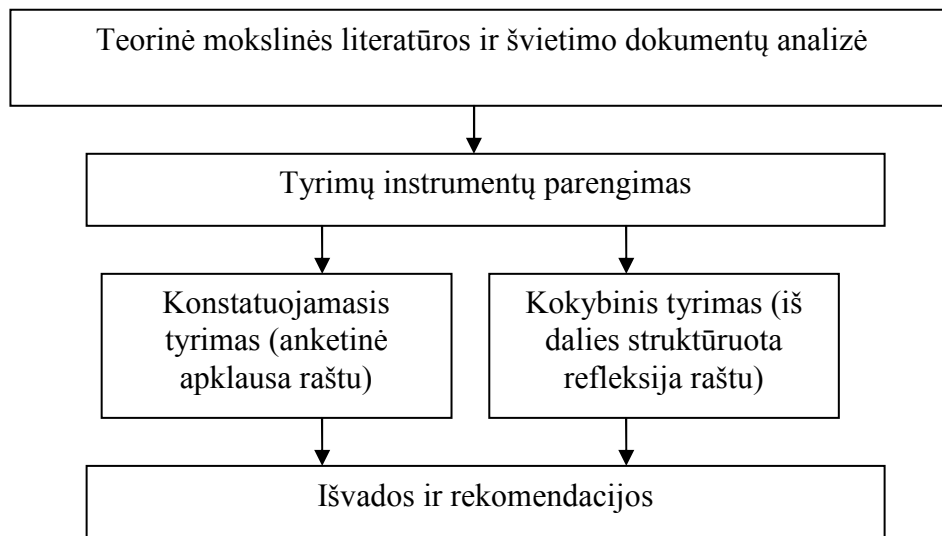 Teorinė mokslinės literatūros ir švietimo dokumentų analizė
Tyrimų instrumentų parengimas
Konstatuojamasis
tyrimas (anketinė
apklausa raštu)
Kokybinis tyrimas (iš
dalies struktūruota
refleksija raštu)
Išvados ir rekomendacijos